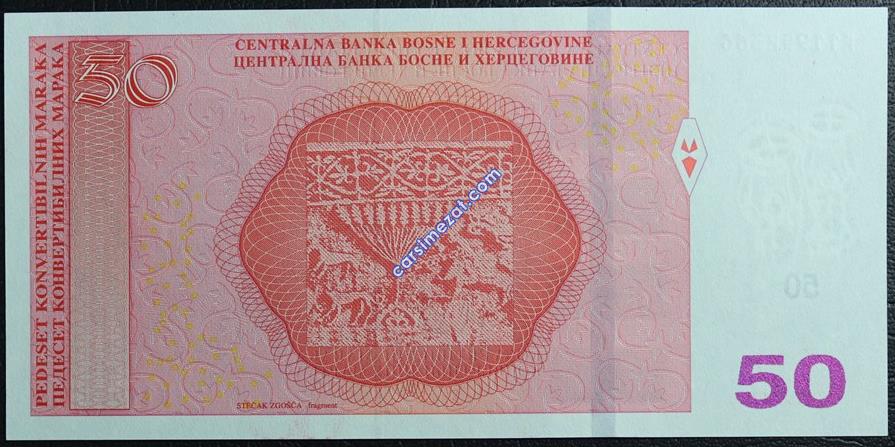 CENTRALNA BANKA BOSNE I HERCEGOVINE
ЦЕНТРАЛНА БАНКА БОСНЕ И ХЕРЦЕГОВИНЕ
50
PEDESET KONVERTIBILNIH MARAKA
ПЕДЕСЕТ КОНВЕРТИБИЛНИХ МАРАКА
carsimezat.com
STEĆAK ZGOŠĆA fragment
50
50